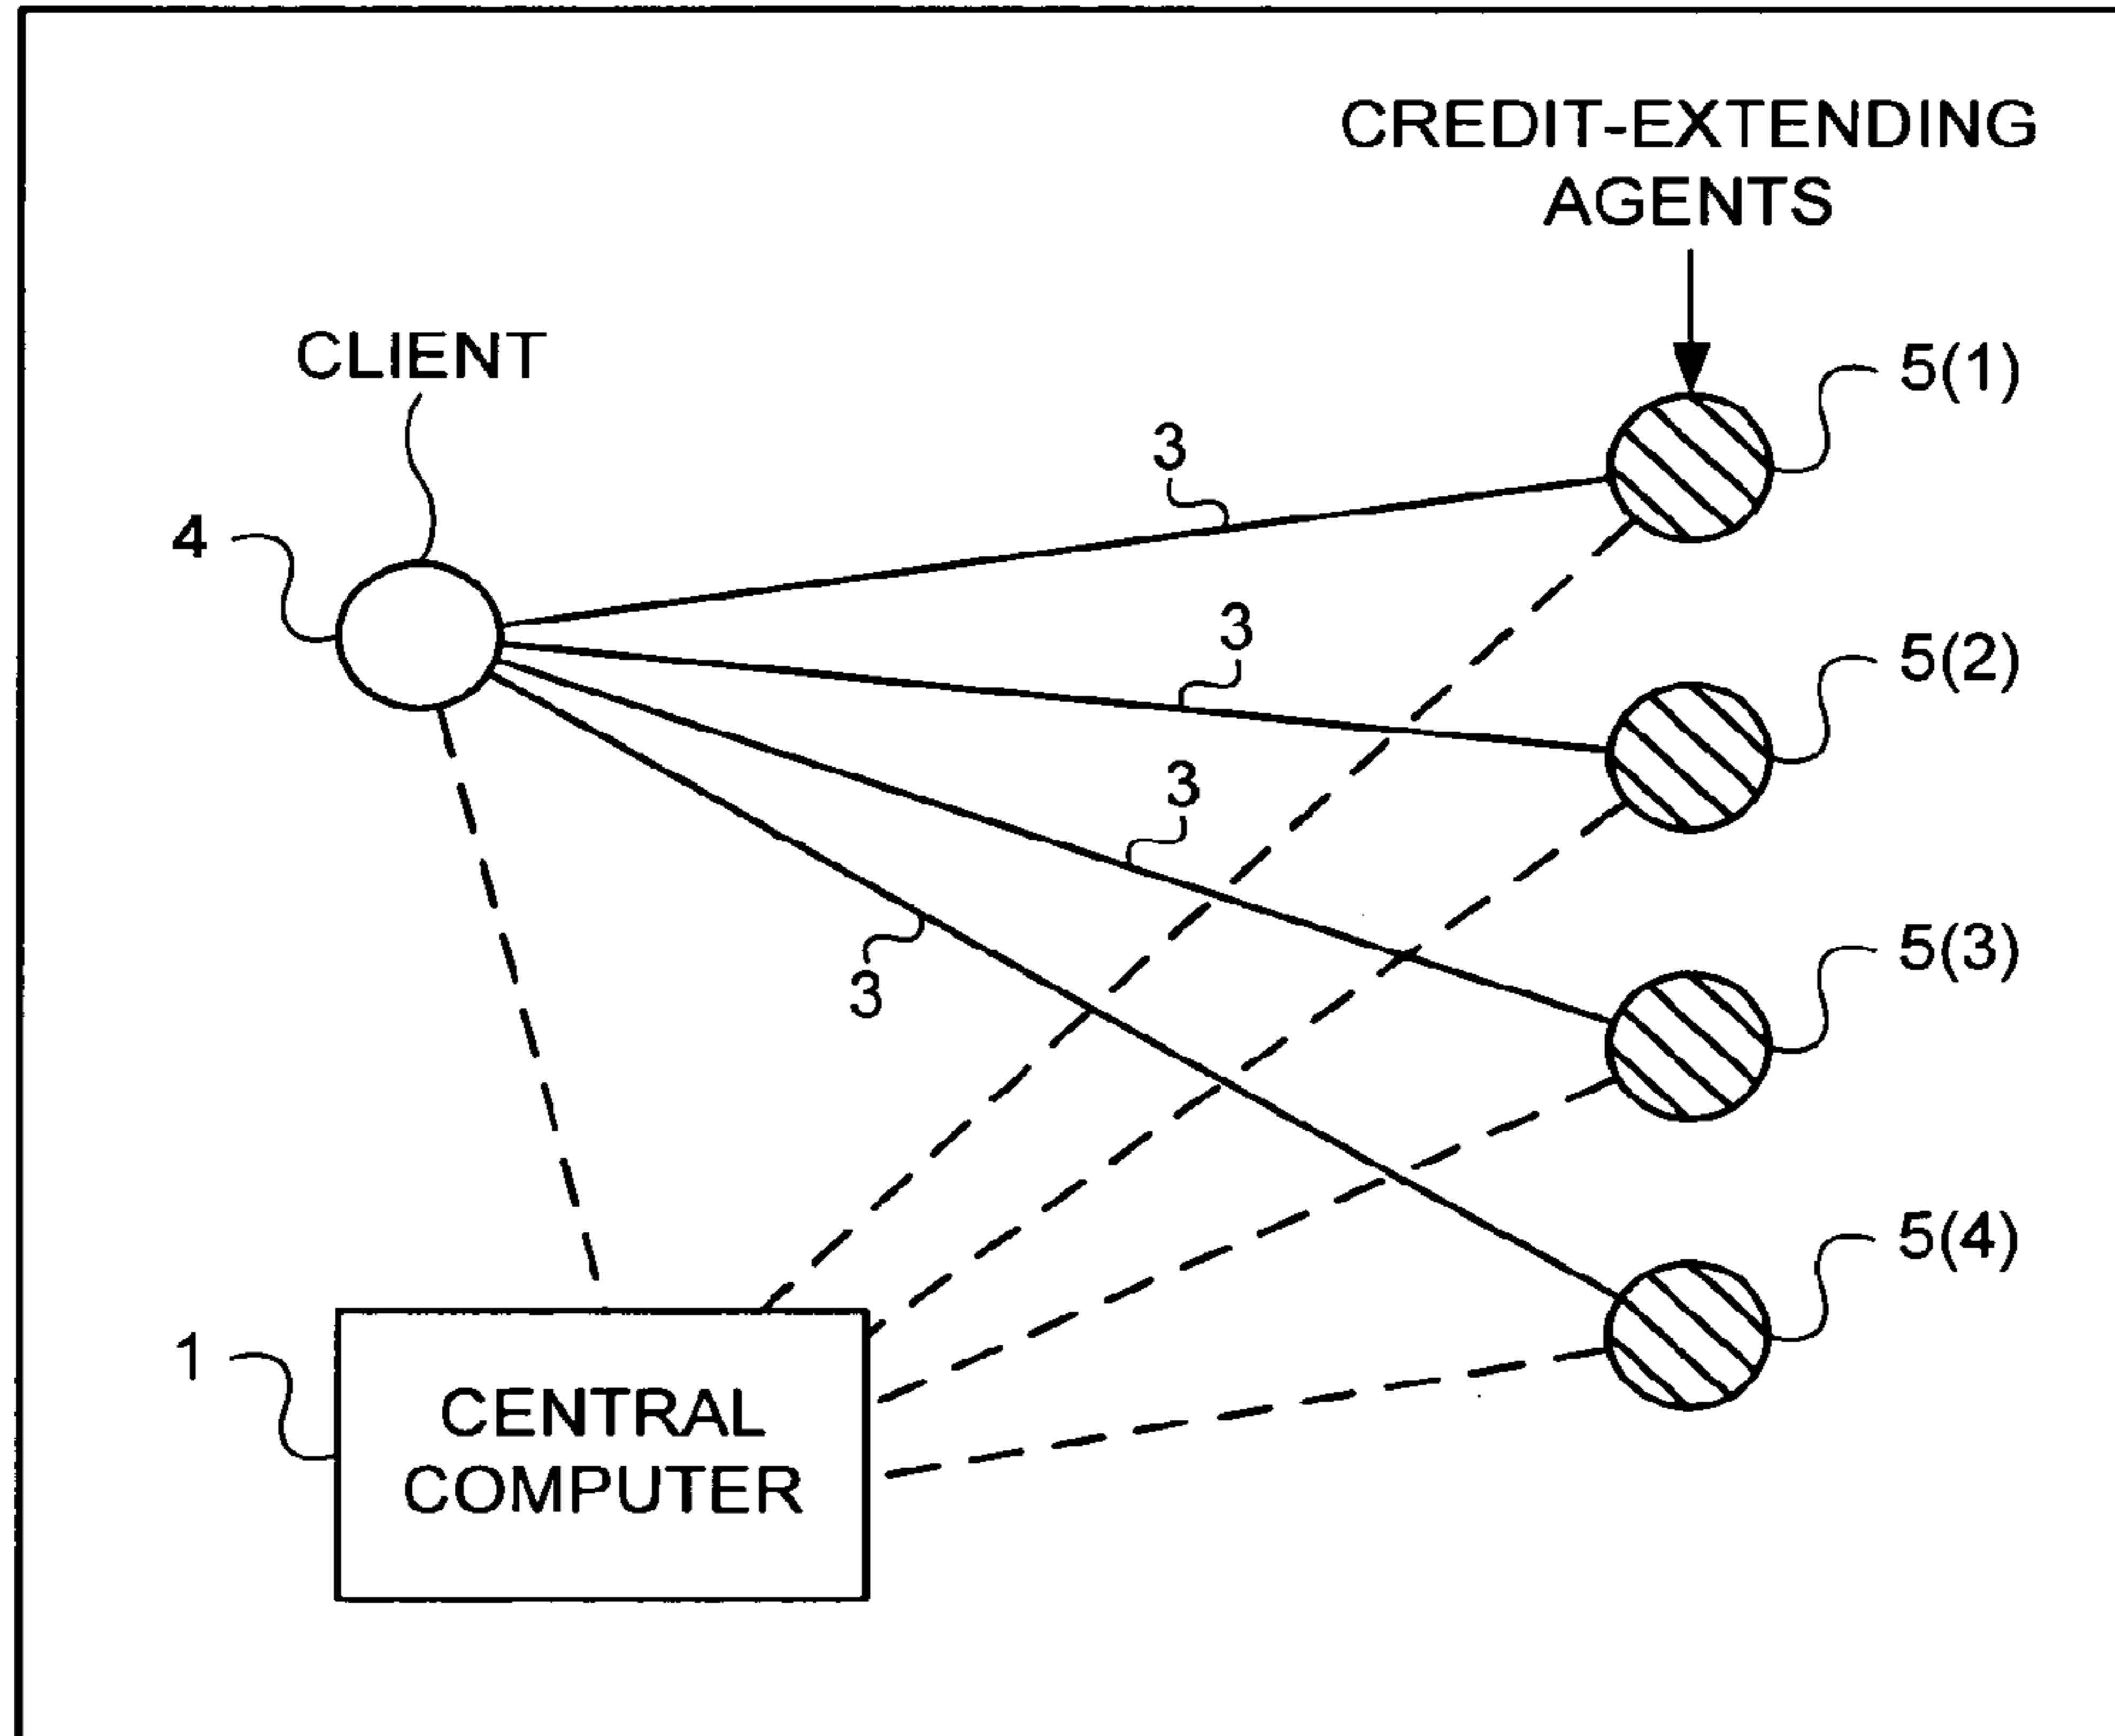 CREDIT-EXTENDING
AGENTS
CLIENT
5(1)
3
4
3
5(2)
3
5(3)
3
5(4)
1
CENTRAL
COMPUTER